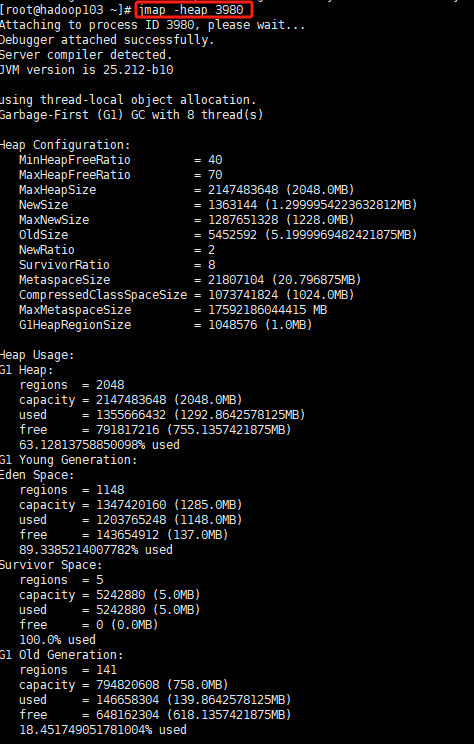 [root@hadoop103 ~]# jmap -heap 3980
Attaching to process ID 3980, please wait...
Debugger attached successfully.
Server compiler detected.
JVM version is 25.212-b10
using thread-local object allocation.
Garbage-First (G1) GC with 8 thread(s)
Heap Configuration:
MinHeapFreeRatio = 40
MaxHeapFreeRatio = 70
MaxHeapSize = 2147483648 (2048.0MB)
NewSize = 1363144 (1.2999954223632812MB)
MaxNewSize = 1287651328 (1228.0MB)
OldSize = 5452592 (5.1999969482421875MB)
NewRatio = 2
SurvivorRatio = 8
MetaspaceSize = 21807104 (20.796875MB)
CompressedClassSpaceSize = 1073741824 (1024.0MB)
MaxMetaspaceSize = 17592186044415 MB
G1HeapRegionSize = 1048576 (1.0MB)
Heap Usage:
G1 Heap:
regions = 2048
capacity = 2147483648 (2048.0MB)
used = 1355666432 (1292.8642578125MB)
free = 791817216 (755.1357421875MB)
63.12813758850098% used
G1 Young Generation:
Eden Space:
regions = 1148
capacity = 1347420160 (1285.0MB)
used = 1203765248 (1148.0MB)
free = 143654912 (137.0MB)
89.3385214007782% used
Survivor Space:
regions = 5
capacity = 5242880 (5.0MB)
used = 5242880 (5.0MB)
free = 0 (0.0MB)
100.0% used
G1 Old Generation:
regions = 141
capacity = 794820608 (758.0MB)
used = 146658304 (139.8642578125MB)
free = 648162304 (618.1357421875MB)
18.451749051781004% used